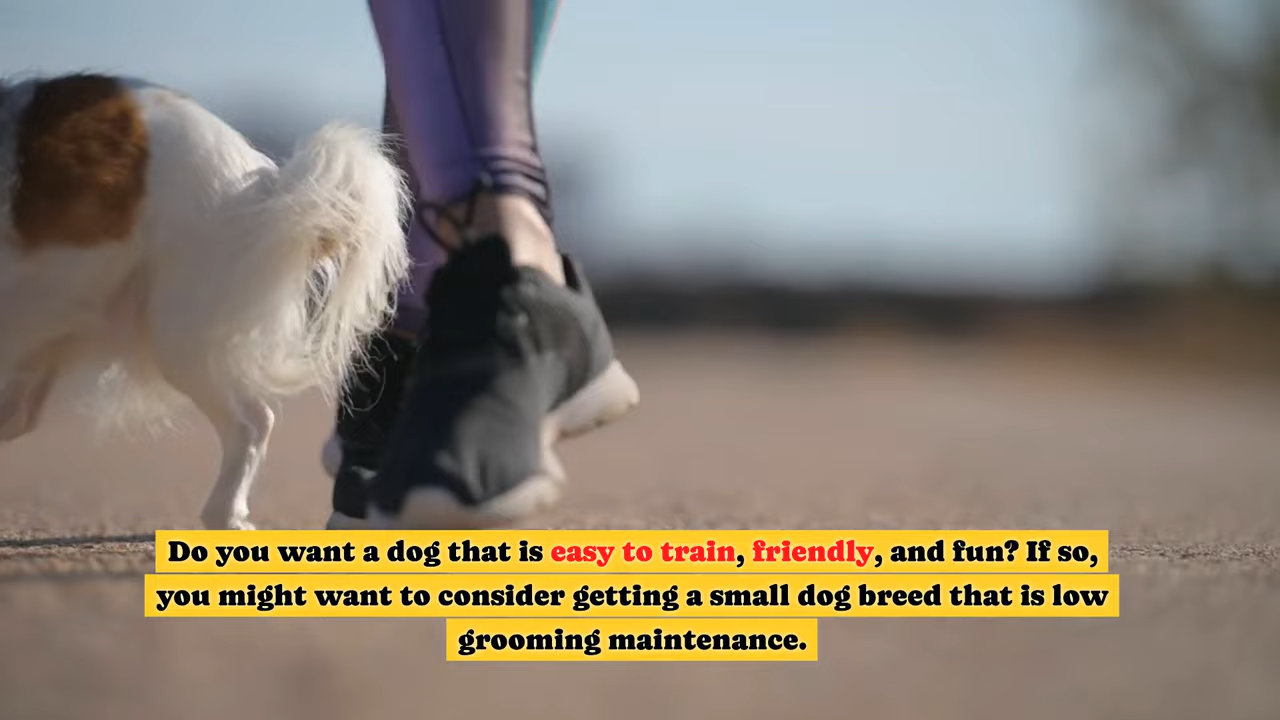 Do you want a dog that is easy to train, friendly, and fun? If so,
you might want to consider getting a small dog breed that is low
grooming maintenance.